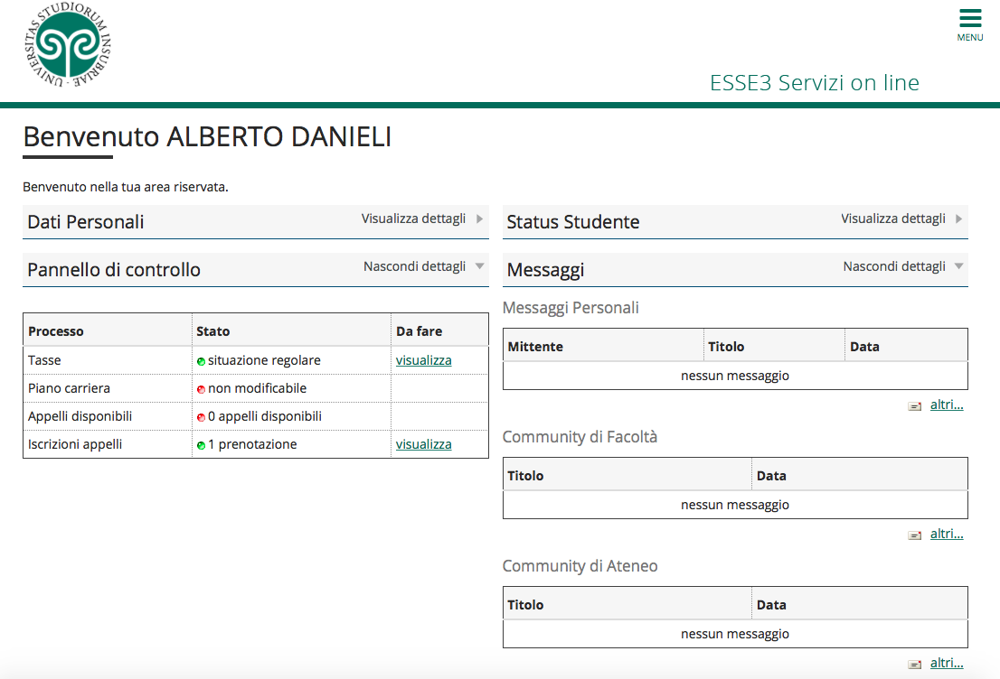 UNIVERSITAS STUDIORUM INSUBRIAE
MENU
ESSE3 Servizi on line
Benvenuto ALBERTO DANIELI
Benvenuto nella tua area riservata.
Dati Personali Visualizza dettagli
Status Studente Visualizza dettagli
Pannello di controllo Nascondi dettagli
Messaggi Nascondi dettagli
Processo Stato Da fare
Tasse situazione regolare visualizza
Piano carriera non modificabile
Appelli disponibili 0 appelli disponibili
Iscrizioni appelli 1 prenotazione visualizza
Messaggi Personali
Mittente Titolo Data
nessun messaggio
altri...
Community di Facoltà
Titolo Data
nessun messaggio
altri...
Community di Ateneo
Titolo Data
nessun messaggio
altri...